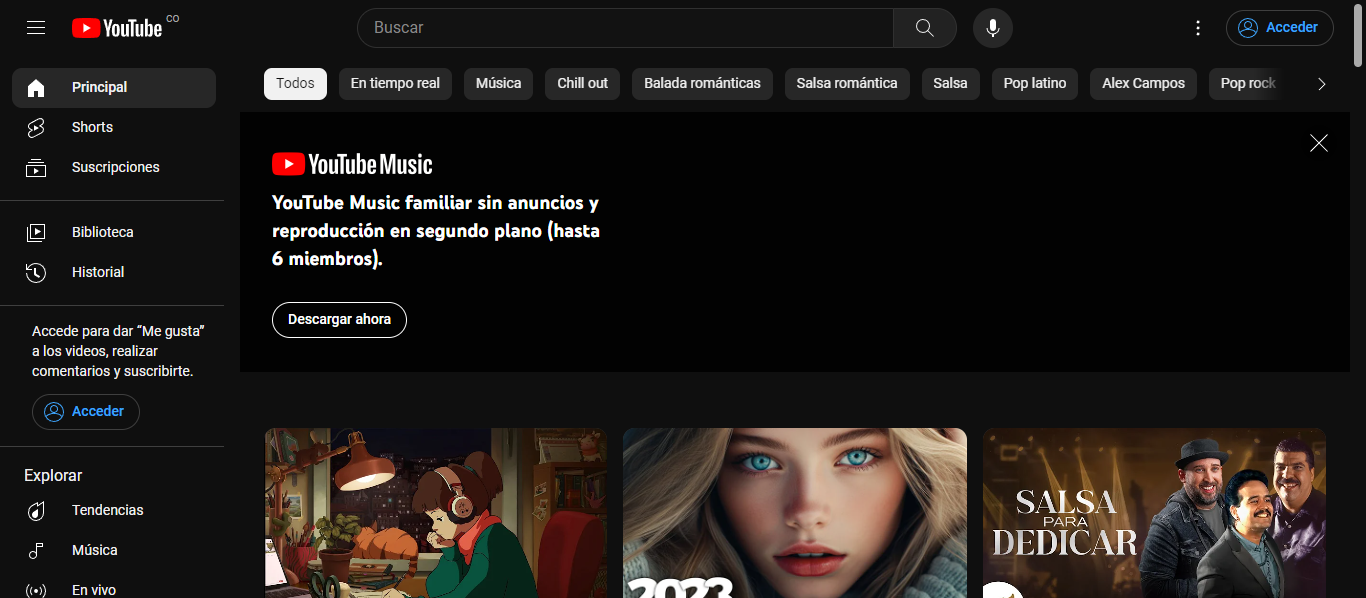 YouTube CO
Buscar
Acceder
Principal
Shorts
Suscripciones
Biblioteca
Historial
Accede para dar “Me gusta”
a los videos, realizar
comentarios y suscribirte.
Acceder
Explorar
Tendencias
Música
En vivo
Todos
En tiempo real
Música
Chill out
Balada románticas
Salsa romántica
Salsa
Pop latino
Alex Campos
Pop rock
YouTube Music
YouTube Music familiar sin anuncios y
reproducción en segundo plano (hasta
6 miembros).
Descargar ahora
2023
SALSA
PARA
DEDICAR